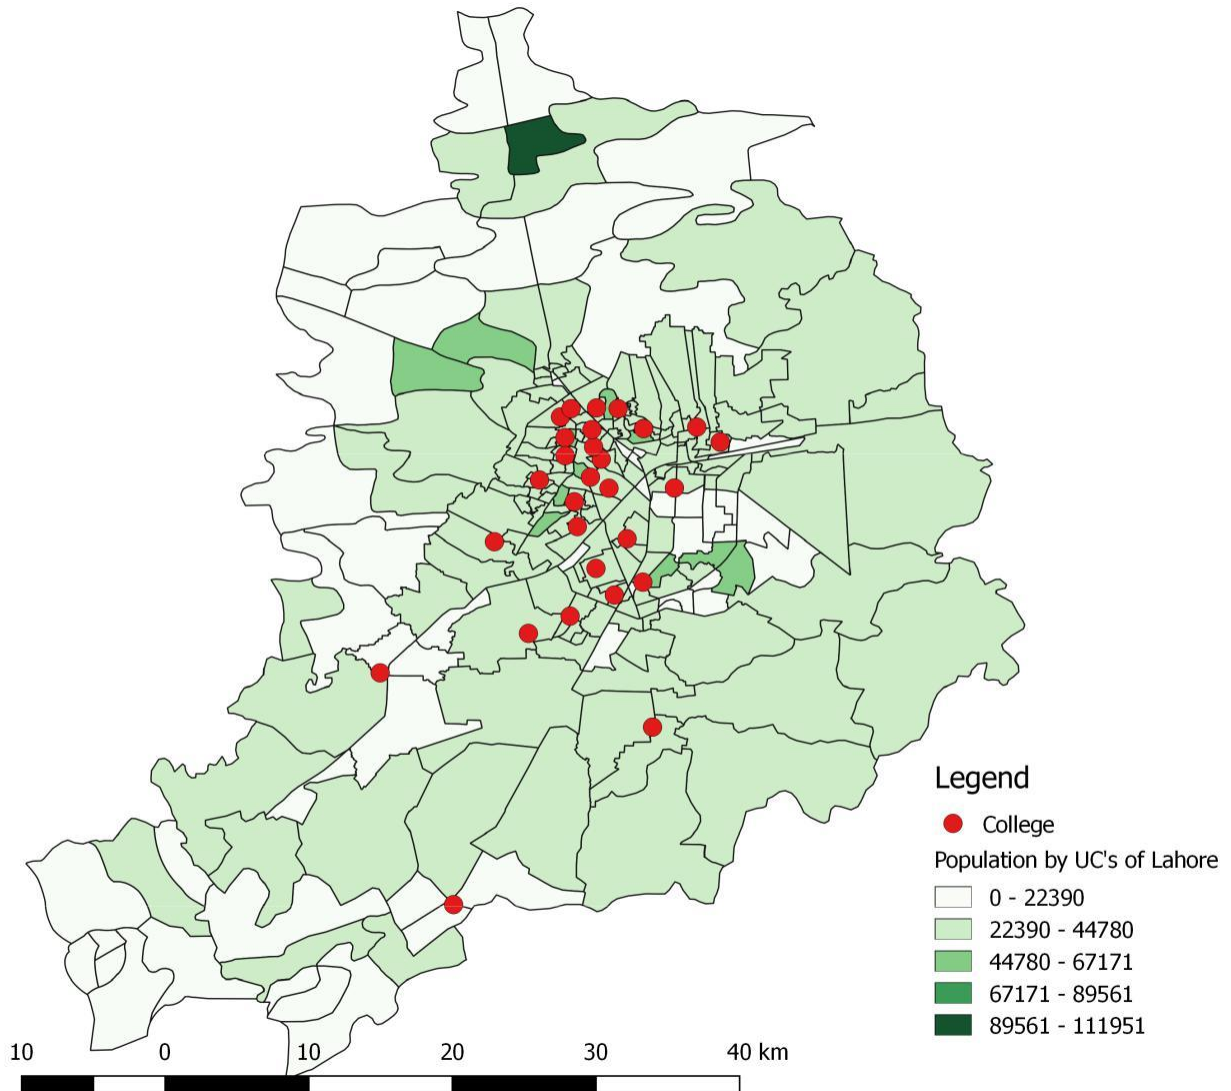 Legend
College
Population by UC's of Lahore
0 - 22390
22390 - 44780
44780 - 67171
67171 - 89561
89561 - 111951
10 0 10 20 30 40 km